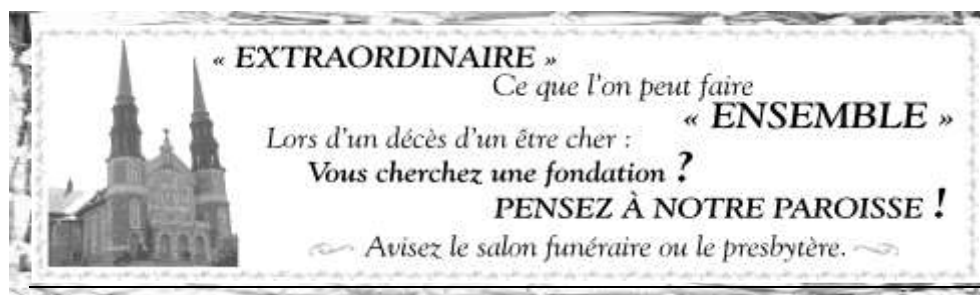 « EXTRAORDINAIRE »
Ce que l'on peut faire
« ENSEMBLE »
Lors d'un décès d'un être cher :
Vous cherchez une fondation ?
PENSEZ À NOTRE PAROISSE !
Avisez le salon funéraire ou le presbytère.